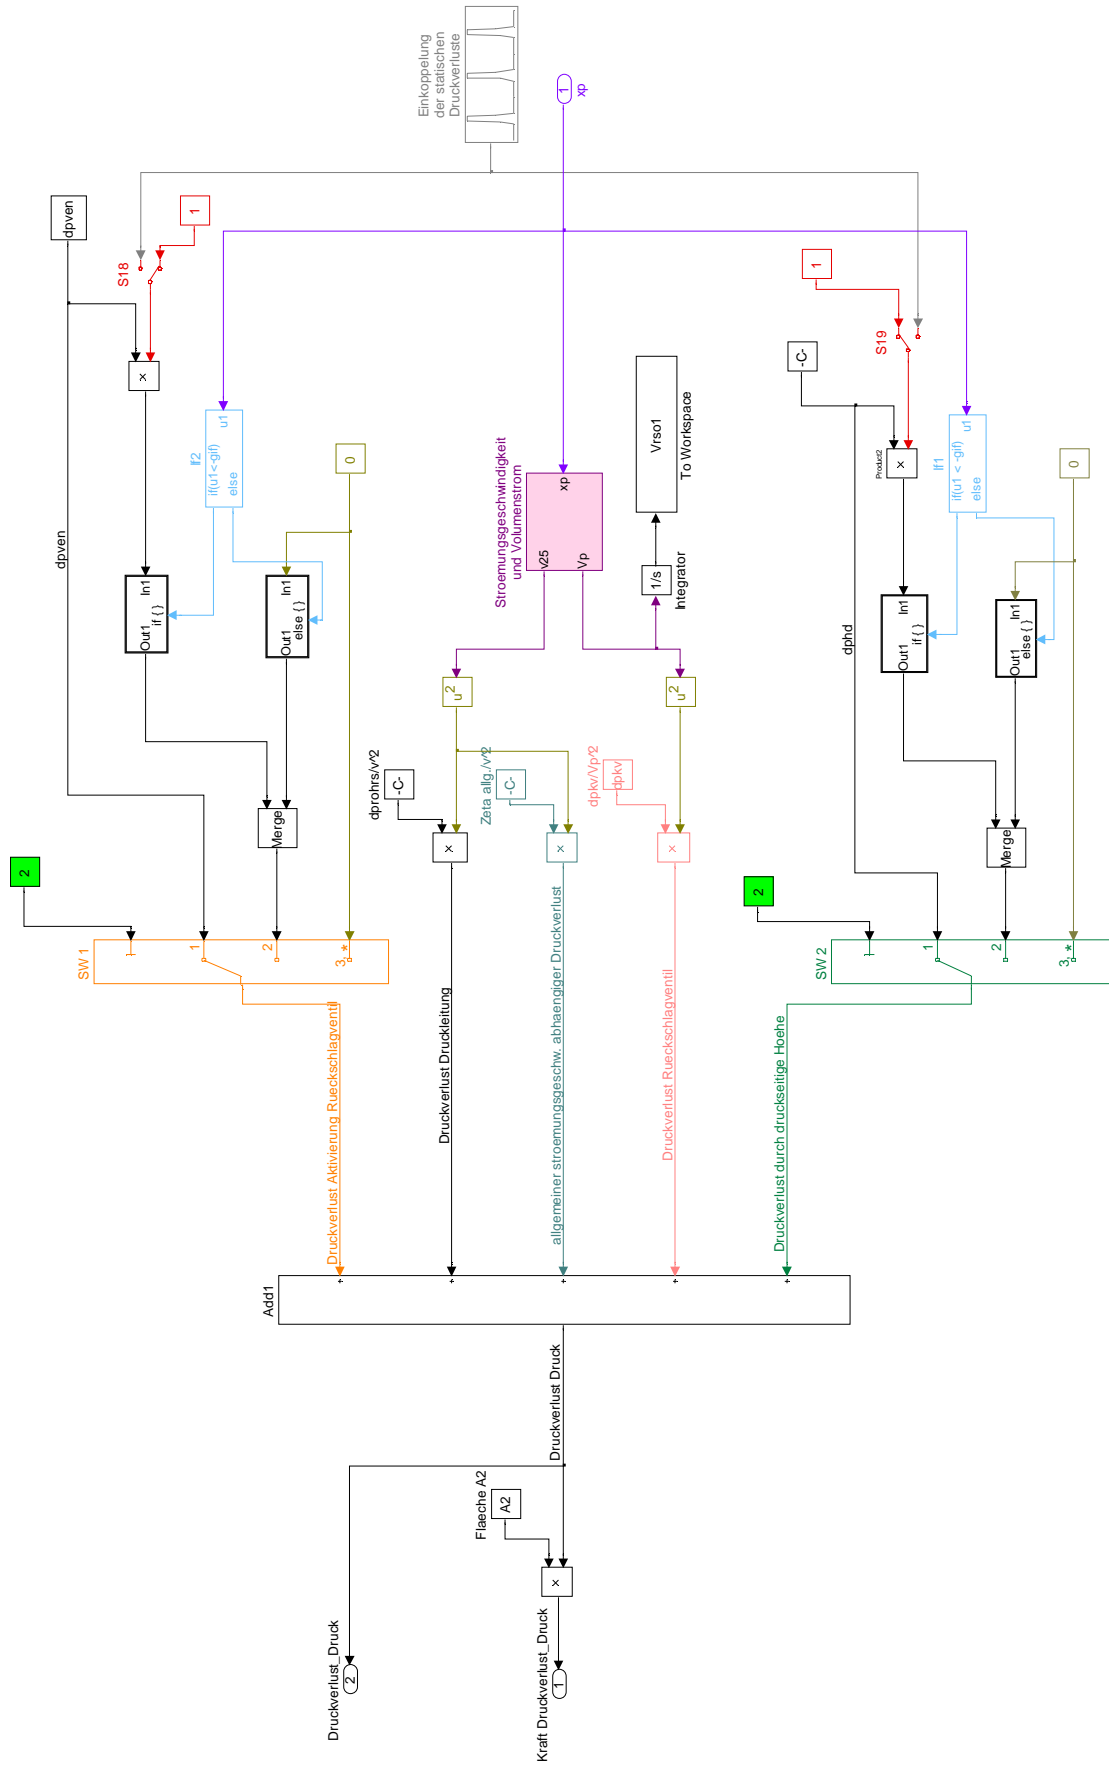 Einkoppelung
der statischen
Druckverluste
1
xp
dpven
S18
1
x
dpven
If2
u1
if(u1<-gif)
else
0
In1
Out1
if { }
In1
Out1
else { }
Merge
2
SW 1
1
2
3, *
Druckverlust Aktivierung Rueckschlagventil
Stroemungsgeschwindigkeit
und Volumenstrom
xp
v25
Vp
1/s
Integrator
Vrso1
To Workspace
u2
u2
dprohrs/v^2
-C-
x
Druckverlust Druckleitung
Zeta allg./v^2
-C-
x
allgemeiner stroemungsgeschw. abhaengiger Druckverlust
dpkv/Vp^2
dpkv
x
Druckverlust Rueckschlagventil
1
S19
-C-
Product2
x
dphd
If1
u1
if(u1 < -gif)
else
0
In1
Out1
if { }
In1
Out1
else { }
Merge
2
SW 2
1
2
3, *
Druckverlust durch druckseitige Hoehe
Add1
+
+
+
+
+
Druckverlust Druck
Flaeche A2
A2
x
Druckverlust_Druck
2
Kraft Druckverlust_Druck
1